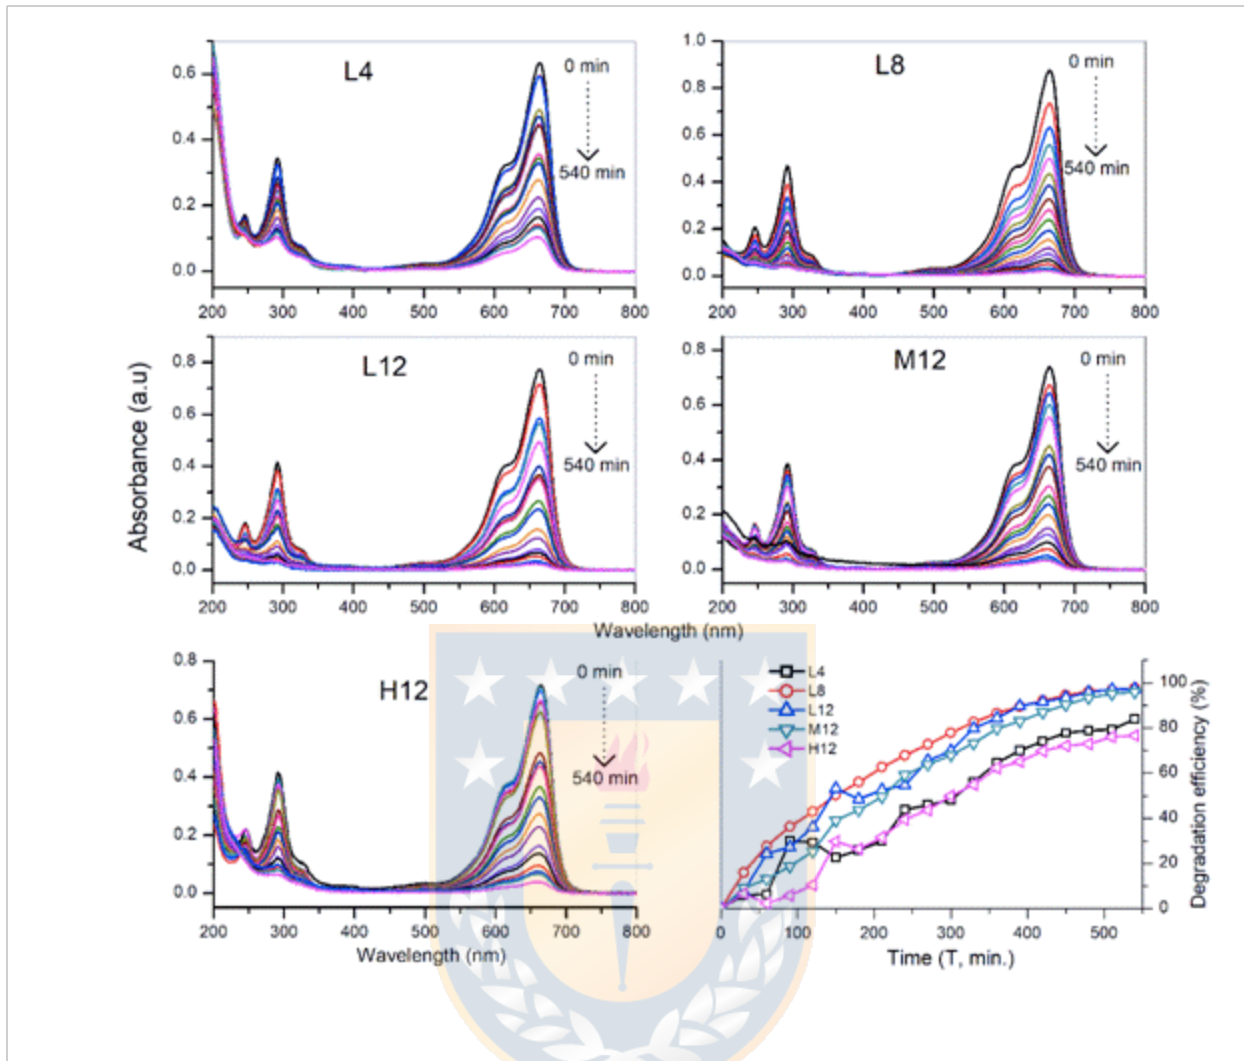 L4
0 min
540 min
0.6
0.4
0.2
0.0
200 300 400 500 600 700 800
L8
0 min
540 min
1.0
0.8
0.6
0.4
0.2
0.0
200 300 400 500 600 700 800
Absorbance (a.u)
L12
0 min
540 min
0.8
0.6
0.4
0.2
0.0
200 300 400 500 600 700 800
M12
0 min
540 min
0.8
0.6
0.4
0.2
0.0
200 300 400 500 600 700 800
Wavelength (nm)
H12
0 min
540 min
0.8
0.6
0.4
0.2
0.0
200 300 400 500 600 700 800
Wavelength (nm)
L4
L8
L12
M12
H12
100
80
60
40
20
0
Degradation efficiency (%)
0 100 200 300 400 500
Time (T, min.)